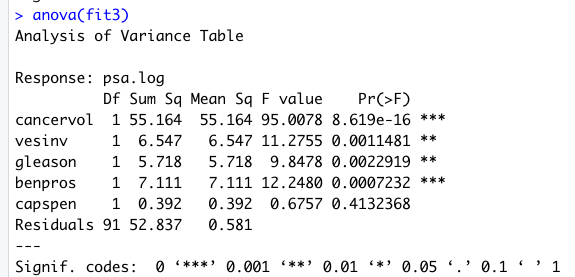 > anova(fit3)
Analysis of Variance Table

Response: psa.log
          Df Sum Sq Mean Sq F value    Pr(>F)    
cancervol  1 55.164  55.164 95.0078 8.619e-16 ***
vesinv     1  6.547   6.547 11.2755 0.0011481 ** 
gleason    1  5.718   5.718  9.8478 0.0022919 ** 
benpros    1  7.111   7.111 12.2480 0.0007232 ***
capspen    1  0.392   0.392  0.6757 0.4132368    
Residuals 91 52.837   0.581                      
---
Signif. codes:  0 ‘***’ 0.001 ‘**’ 0.01 ‘*’ 0.05 ‘.’ 0.1 ‘ ’ 1